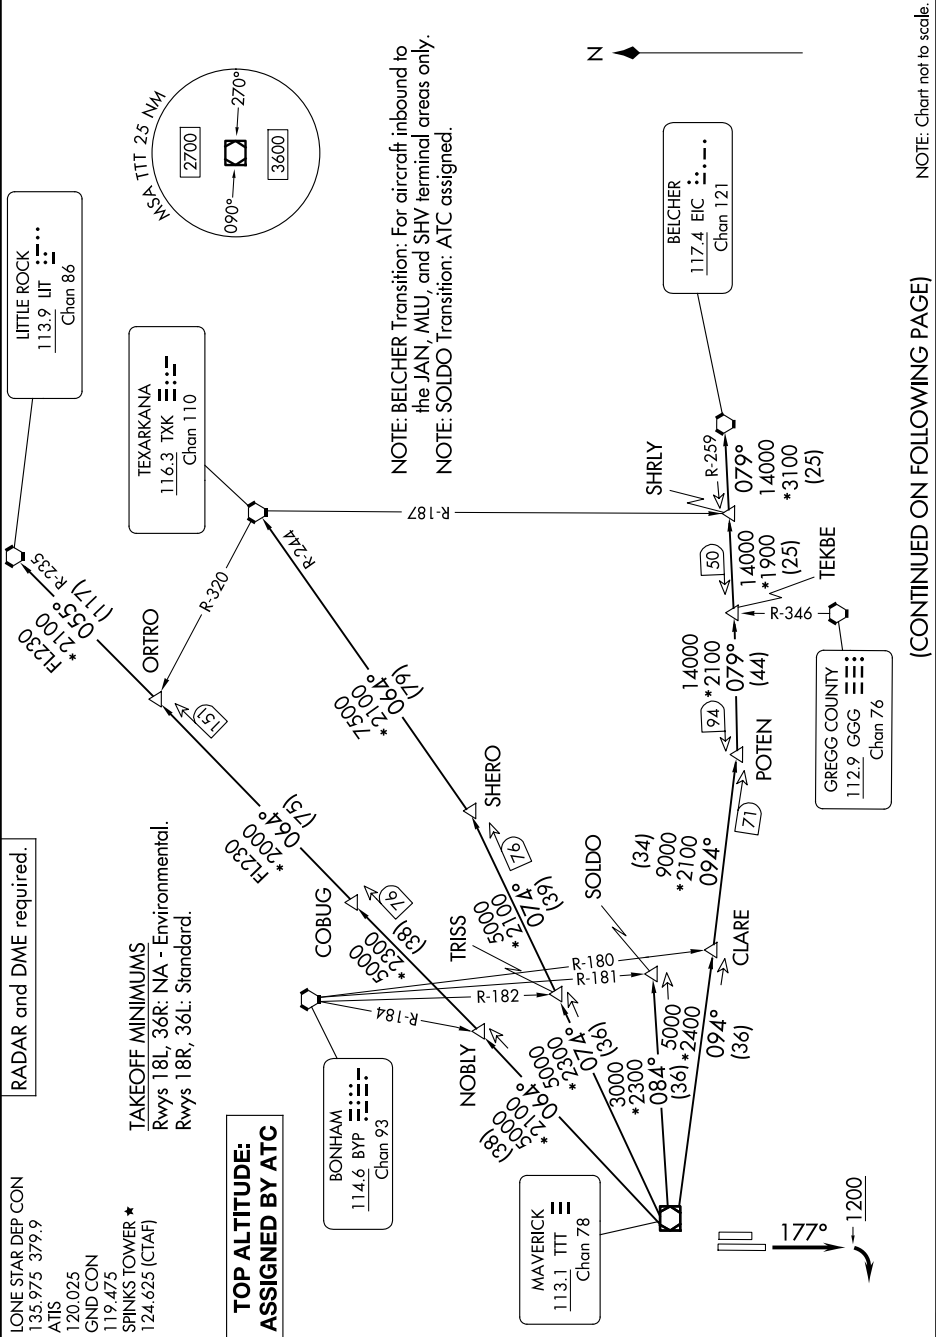 LONE STAR DEP CON
135.975 379.9
ATIS
120.025
GND CON
119.475
SPINKS TOWER ★
124.625 (CTAF)
RADAR and DME required.
TAKEOFF MINIMUMS
Rwys 18L, 36R: NA - Environmental.
Rwys 18R, 36L: Standard.
TOP ALTITUDE:
ASSIGNED BY ATC
LITTLE ROCK
113.9 LIT
Chan 86
R-235
FL230
*2100
055°
(117)
ORTRO
151
R-320
TEXARKANA
116.3 TXK
Chan 110
R-244
R-187
MSA TTT 25 NM
2700
090°
270°
3600
NOTE: BELCHER Transition: For aircraft inbound to
the JAN, MLU, and SHV terminal areas only.
NOTE: SOLDO Transition: ATC assigned.
N
FL230
*2000
064°
(75)
COBUG
76
5000
*2300
(38)
7500
*2100
064°
(79)
SHERO
76
5000
*2100
074°
(39)
TRISS
BONHAM
114.6 BYP
Chan 93
R-184
R-182
R-181
R-180
NOBLY
5000
*2100
064°
(38)
5000
*2300
074°
(36)
SOLDO
3000
*2300
084°
(36)
5000
*2400
094°
(36)
CLARE
(34)
9000
*2100
094°
71
POTEN
94
14000
*2100
079°
(44)
TEKBE
R-346
GREGG COUNTY
112.9 GGG
Chan 76
50
14000
*1900
(25)
SHRLY
R-259
079°
14000
*3100
(25)
BELCHER
117.4 EIC
Chan 121
MAVERICK
113.1 TTT
Chan 78
177°
1200
(CONTINUED ON FOLLOWING PAGE)
NOTE: Chart not to scale.